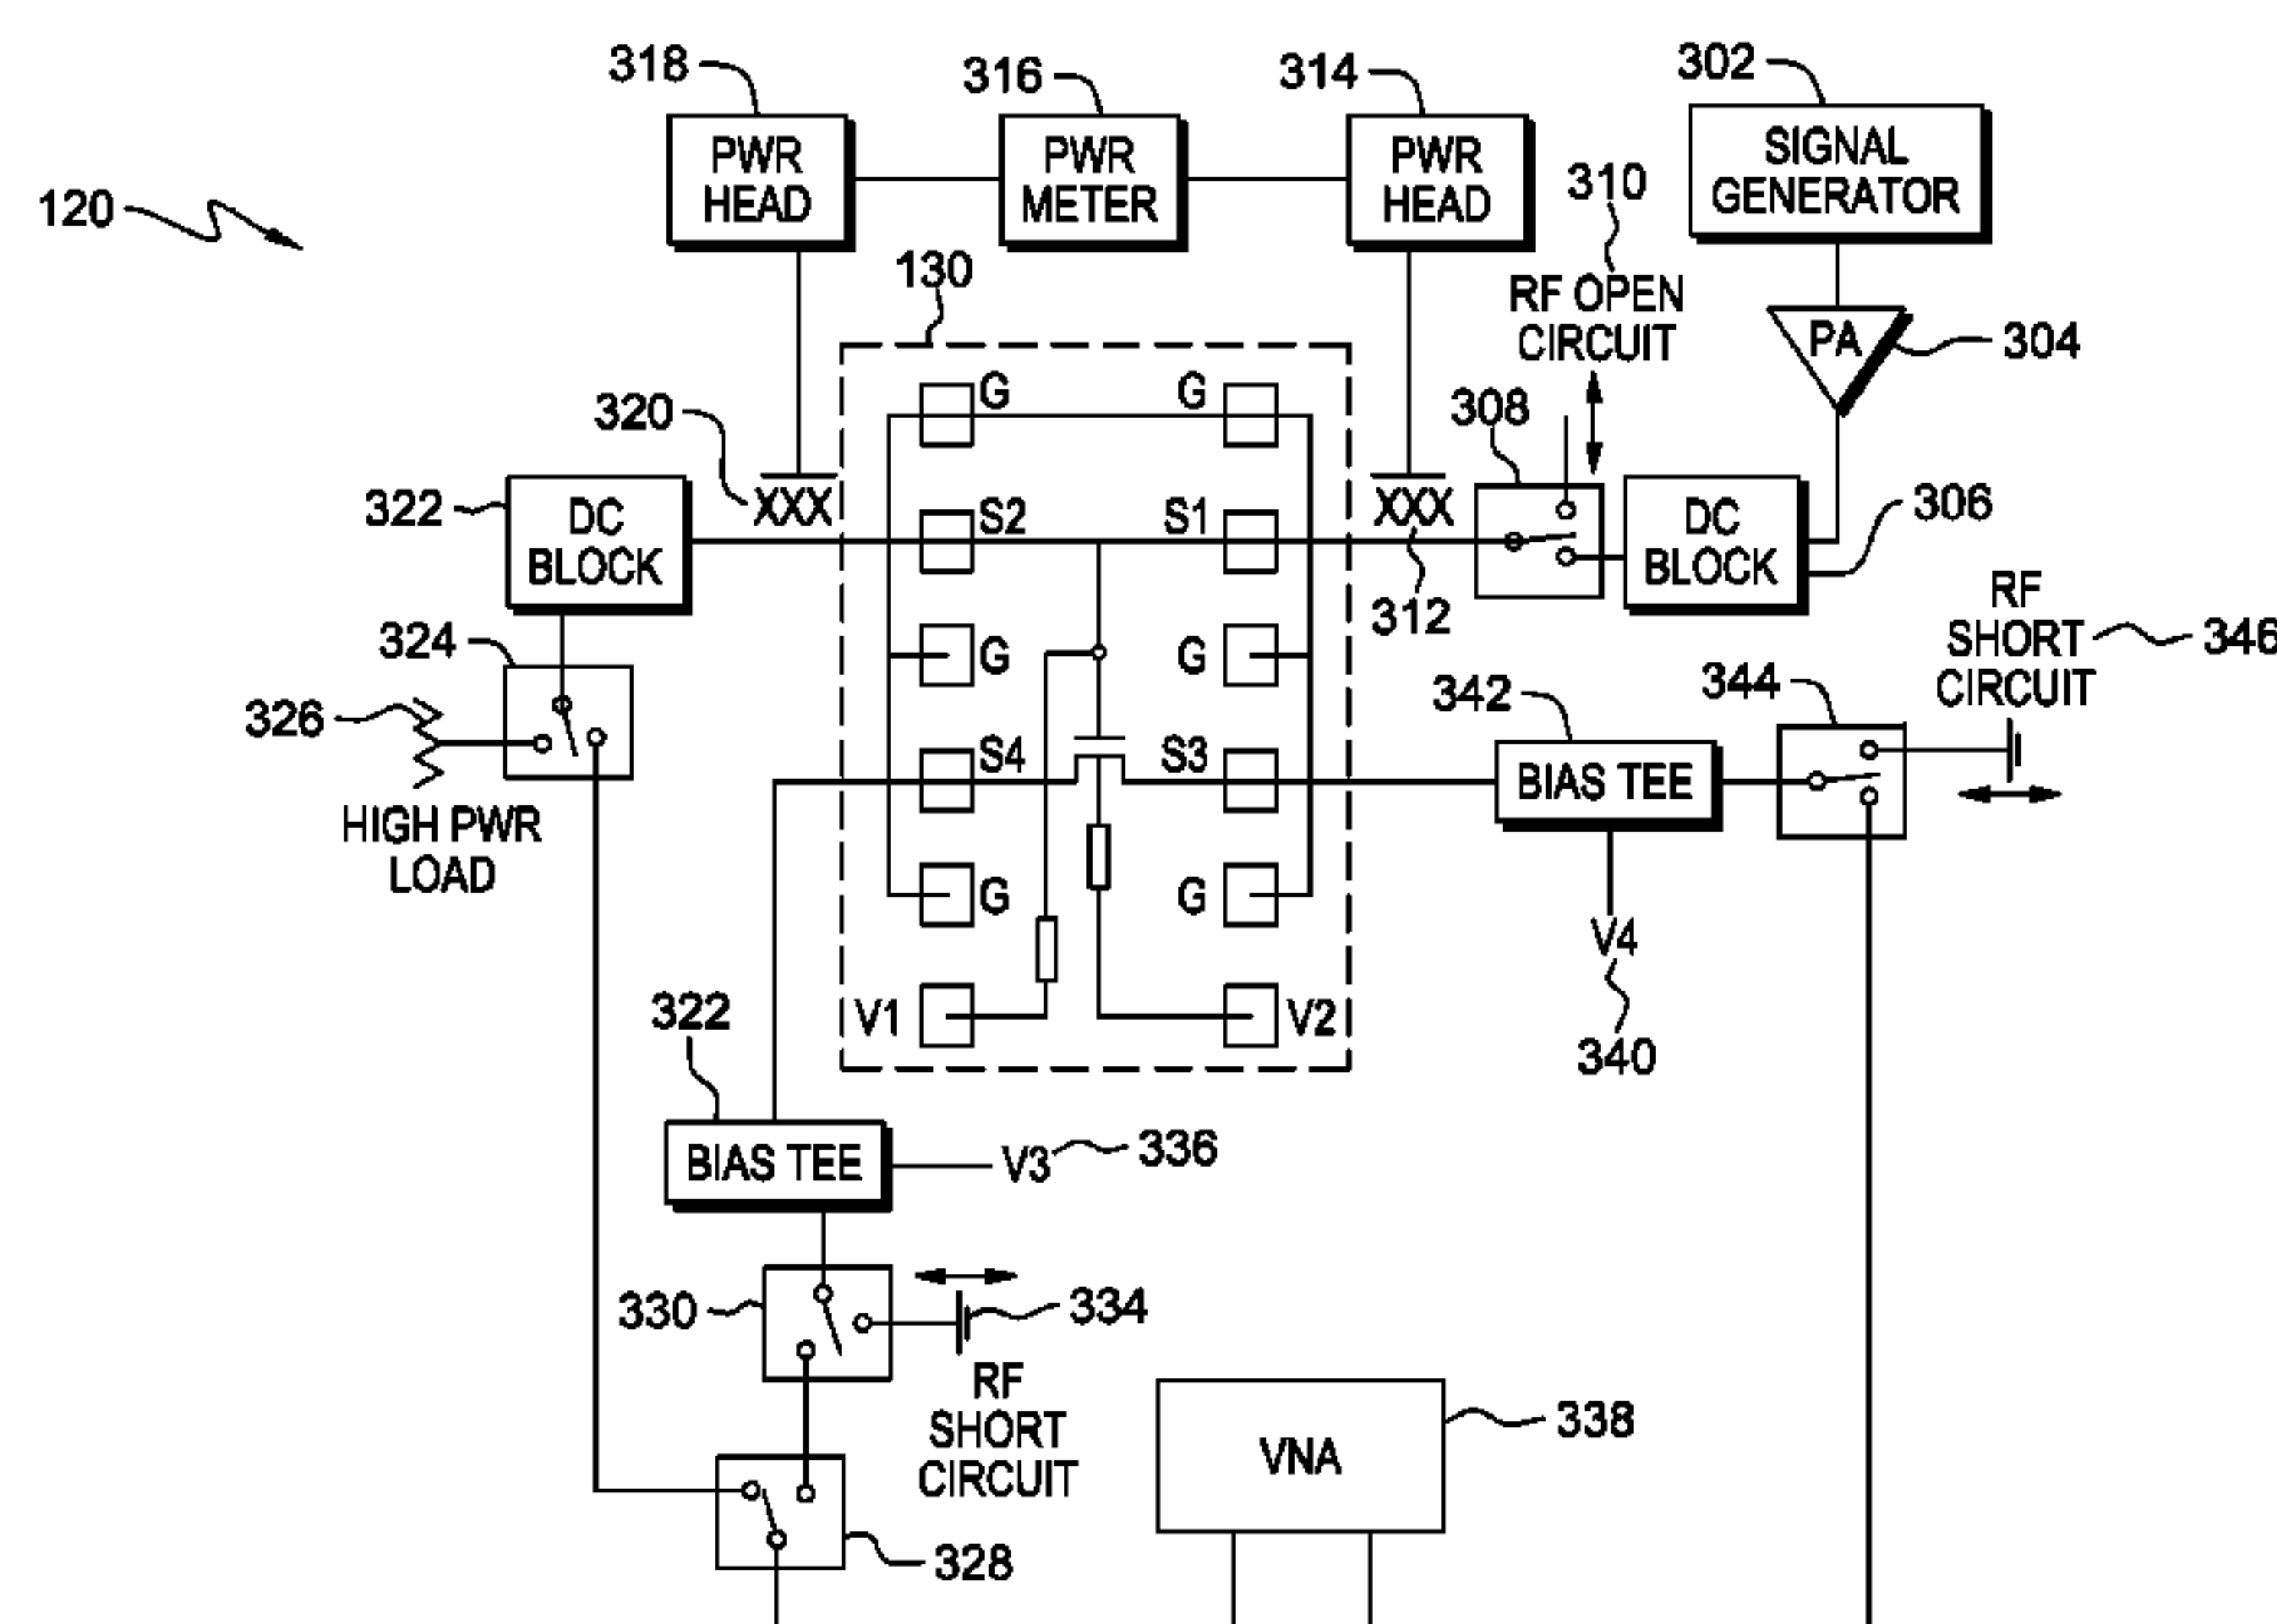 318
316
314
302
PWR
HEAD
PWR
METER
PWR
HEAD
SIGNAL
GENERATOR
120
310
130
RF OPEN
CIRCUIT
PA
304
G
G
320
308
322
XXX
XXX
DC
BLOCK
S2
S1
DC
BLOCK
306
312
RF
SHORT
CIRCUIT
346
324
G
G
342
344
326
S4
S3
BIAS TEE
HIGH PWR
LOAD
G
G
V4
322
V1
V2
340
BIAS TEE
V3
336
330
334
RF
SHORT
CIRCUIT
VNA
338
328